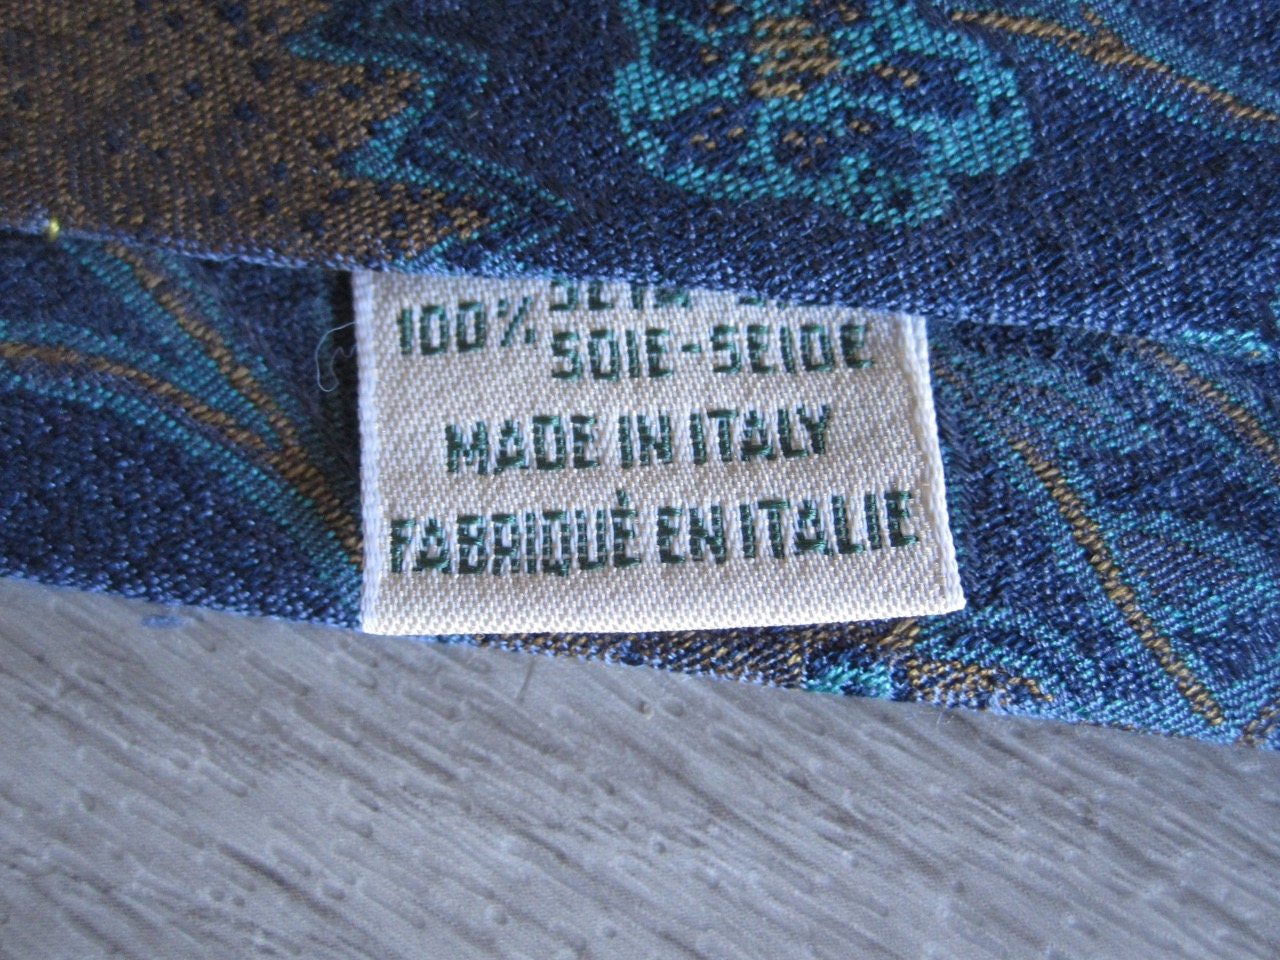 100%
SOIE-SEIDE
MADE IN ITALY
FABRIQUÉ EN ITALIE